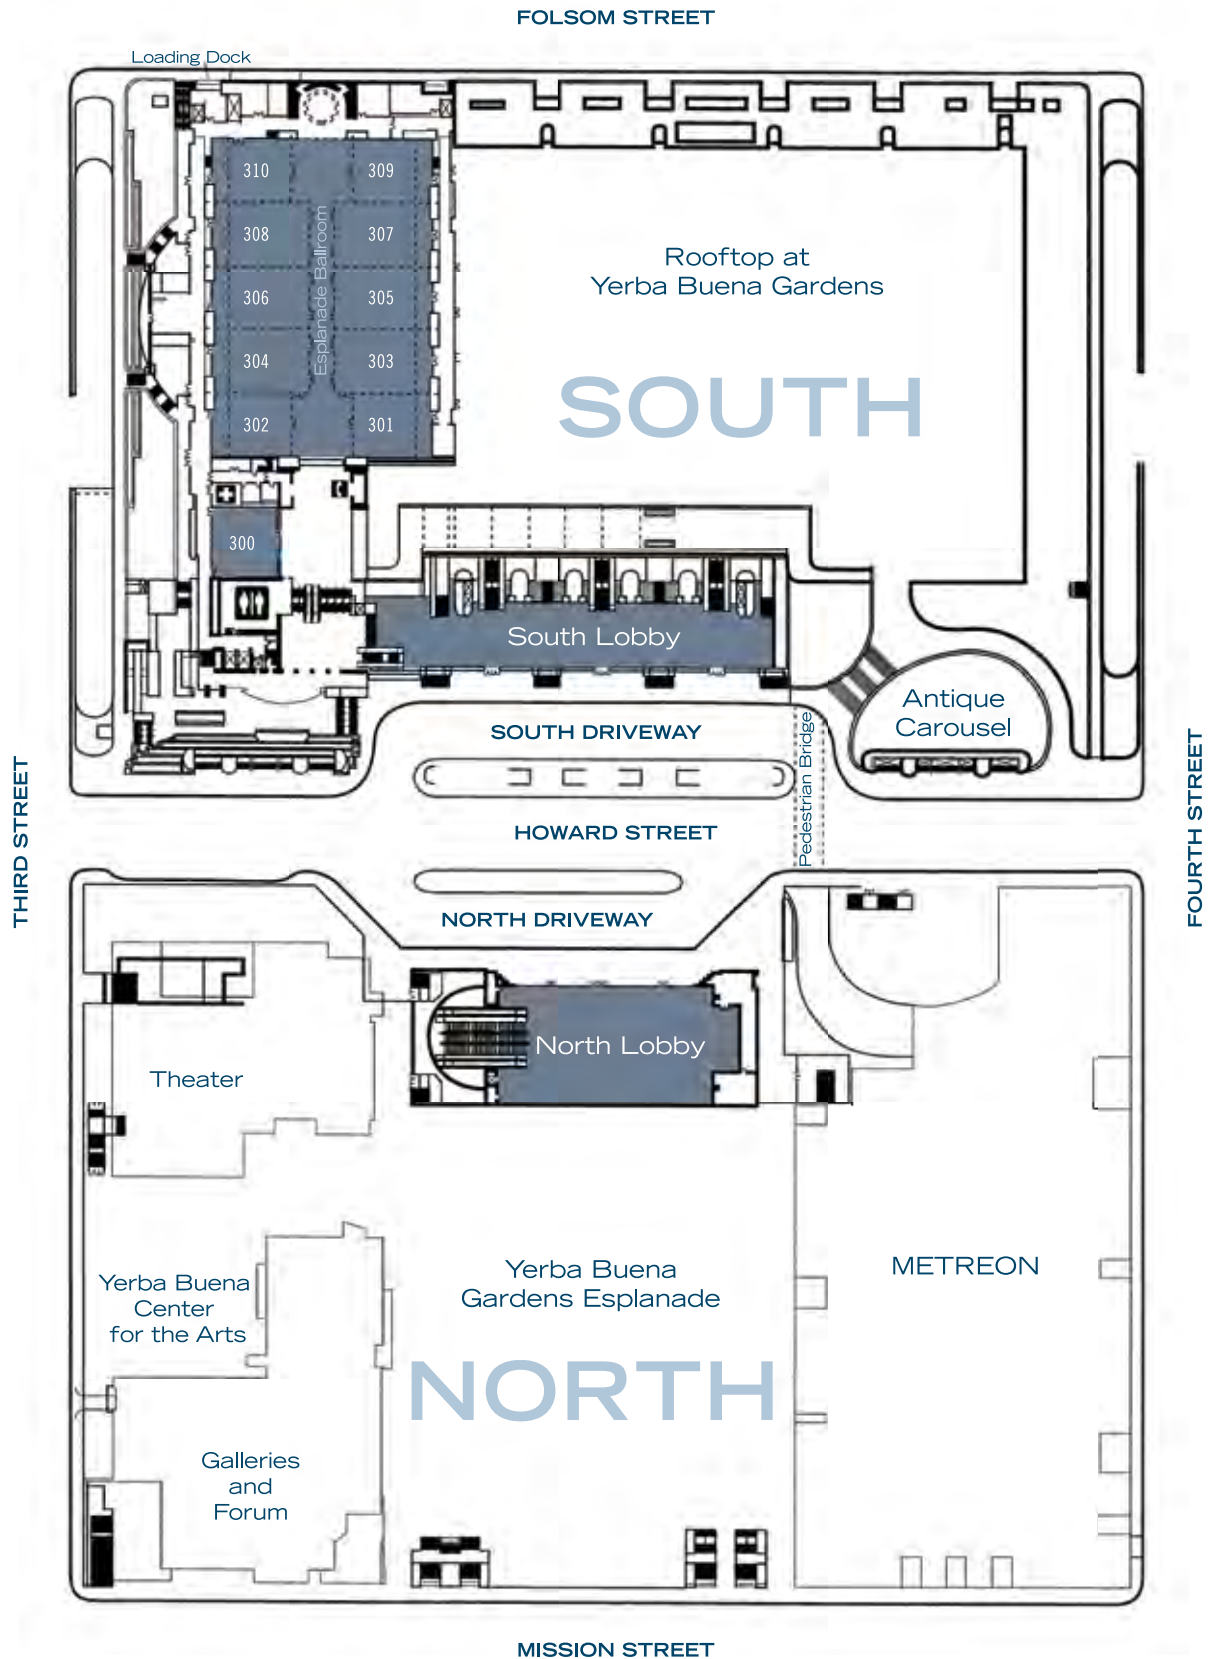 FOLSOM STREET
Loading Dock
310
309
308
307
306
305
304
303
302
301
Esplanade Ballroom
300
Rooftop at
Yerba Buena Gardens
SOUTH
South Lobby
Antique
Carousel
SOUTH DRIVEWAY
Pedestrian Bridge
HOWARD STREET
THIRD STREET
FOURTH STREET
NORTH DRIVEWAY
North Lobby
Theater
Yerba Buena
Center
for the Arts
Yerba Buena
Gardens Esplanade
METREON
NORTH
Galleries
and
Forum
MISSION STREET